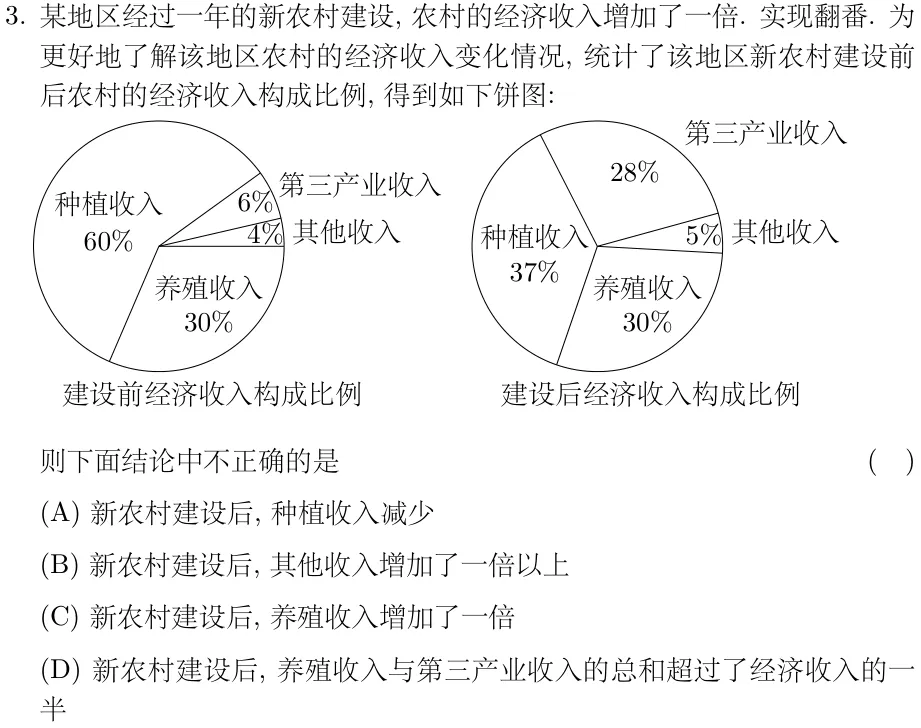 3. 某地区经过一年的新农村建设, 农村的经济收入增加了一倍. 实现翻番. 为
更好地了解该地区农村的经济收入变化情况, 统计了该地区新农村建设前
后农村的经济收入构成比例, 得到如下饼图:
种植收入
60%
第三产业收入
6%
其他收入
4%
养殖收入
30%
建设前经济收入构成比例
第三产业收入
28%
种植收入
37%
其他收入
5%
养殖收入
30%
建设后经济收入构成比例
则下面结论中不正确的是 ( )
(A) 新农村建设后, 种植收入减少
(B) 新农村建设后, 其他收入增加了一倍以上
(C) 新农村建设后, 养殖收入增加了一倍
(D) 新农村建设后, 养殖收入与第三产业收入的总和超过了经济收入的一
半